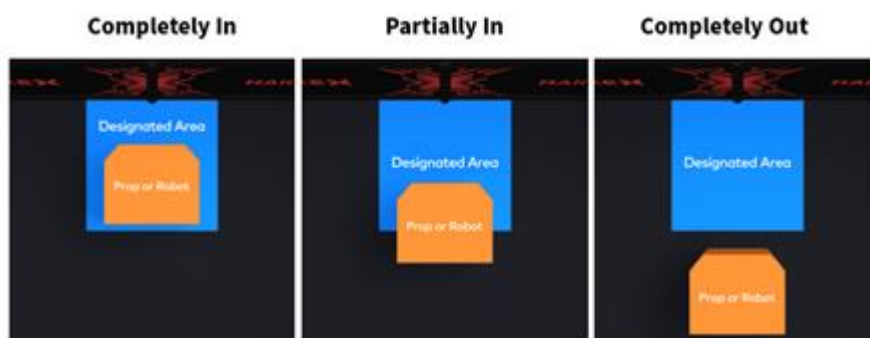 Completely In
Partially In
Completely Out
Designated Area
Prop or Robot
Designated Area
Prop or Robot
Designated Area
Prop or Robot